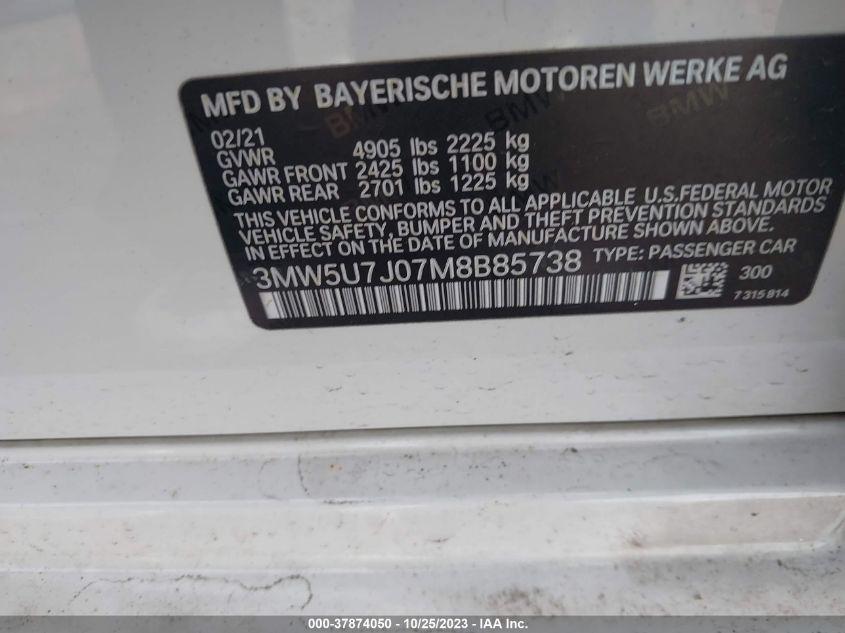 MFD BY BAYERISCHE MOTOREN WERKE AG
02/21
GVWR 4905 lbs 2225 kg
GAWR FRONT 2425 lbs 1100 kg
GAWR REAR 2701 lbs 1225 kg
THIS VEHICLE CONFORMS TO ALL APPLICABLE U.S.FEDERAL MOTOR
VEHICLE SAFETY, BUMPER AND THEFT PREVENTION STANDARDS
IN EFFECT ON THE DATE OF MANUFACTURE SHOWN ABOVE.
3MW5U7J07M8B85738 TYPE: PASSENGER CAR
300
7315814
BMW
BMW
000-37874050 - 10/25/2023 - IAA Inc.